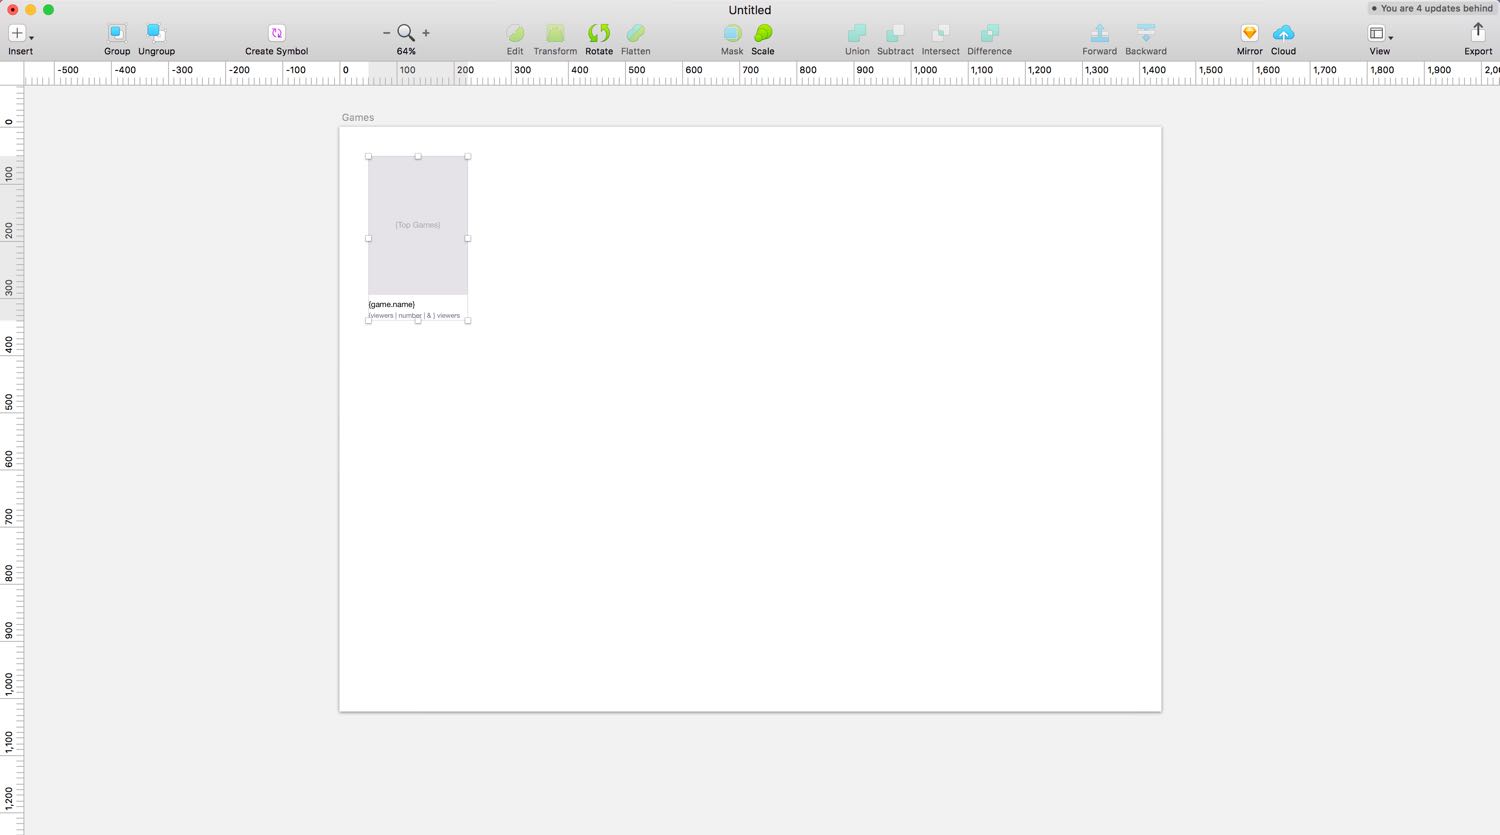 Untitled
You are 4 updates behind
Insert
Group
Ungroup
Create Symbol
64%
Edit
Transform
Rotate
Flatten
Mask
Scale
Union
Subtract
Intersect
Difference
Forward
Backward
Mirror
Cloud
View
Export
-500 -400 -300 -200 -100 0 100 200 300 400 500 600 700 800 900 1,000 1,100 1,200 1,300 1,400 1,500 1,600 1,700 1,800 1,900
0
100
200
300
400
500
600
700
800
900
1,000
1,100
1,200
Games
{Top Games}
{game.name}
{viewers | number | & } viewers